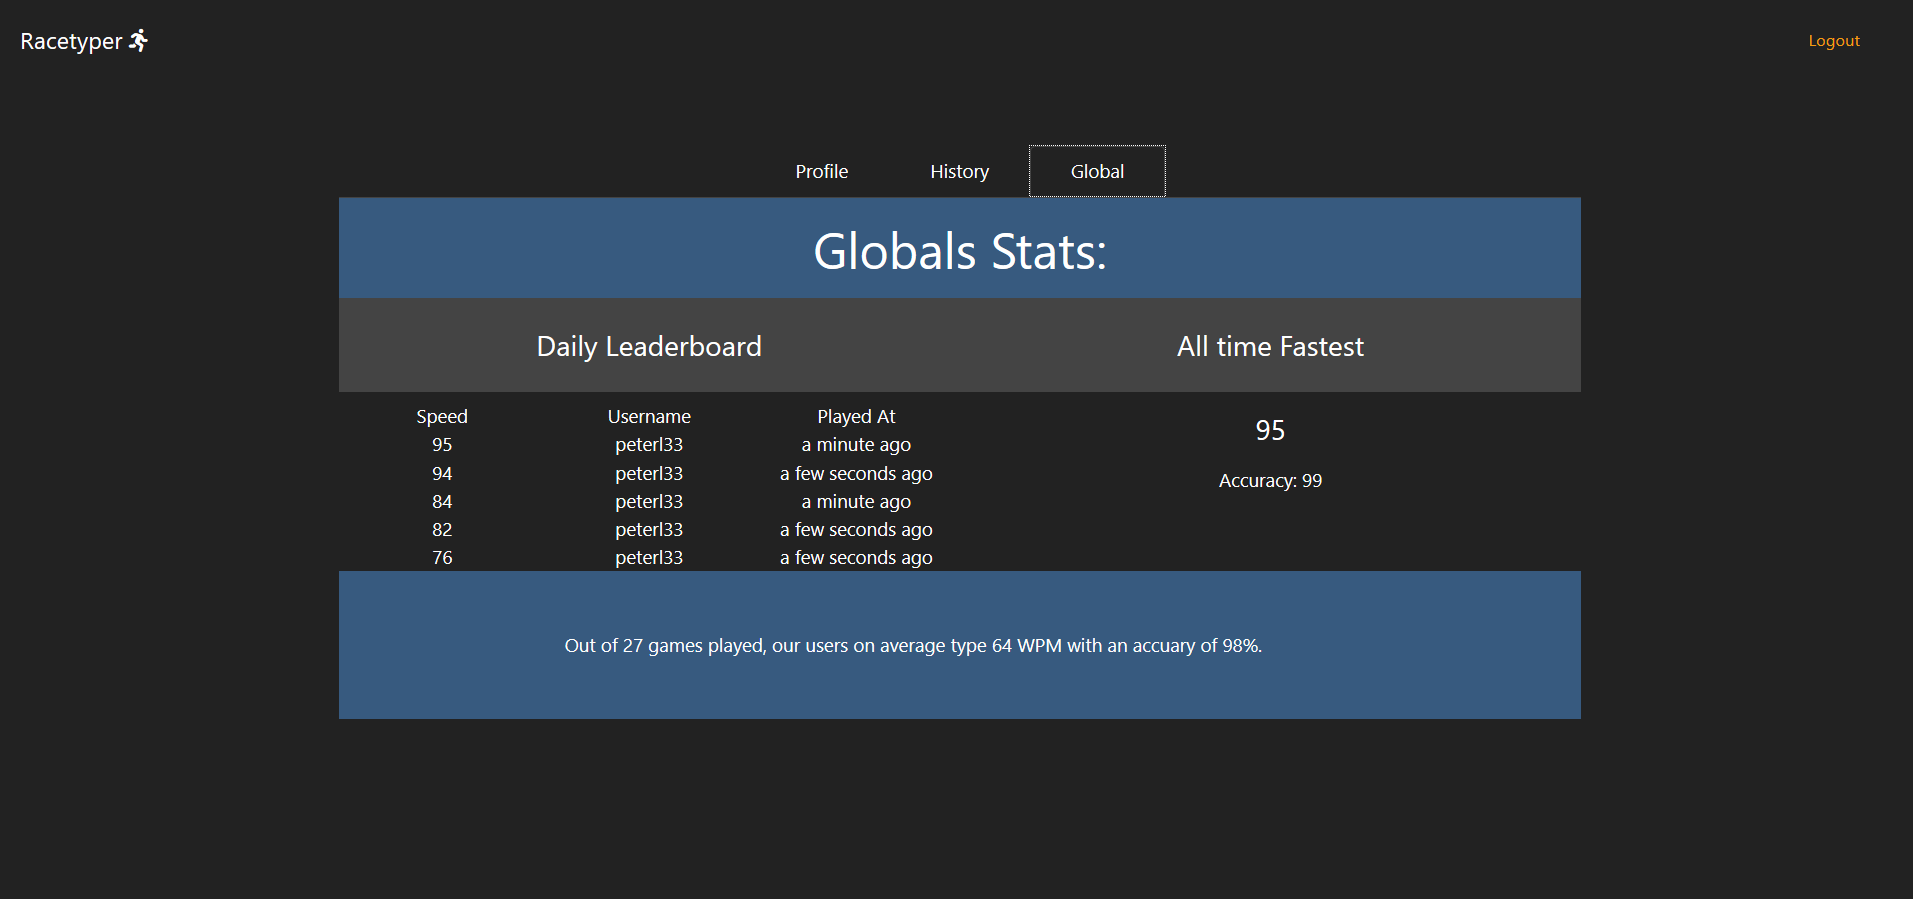 Racetyper
Logout
Profile History Global
Globals Stats:
Daily Leaderboard All time Fastest
Speed Username Played At
95 peterl33 a minute ago
94 peterl33 a few seconds ago
84 peterl33 a minute ago
82 peterl33 a few seconds ago
76 peterl33 a few seconds ago
95
Accuracy: 99
Out of 27 games played, our users on average type 64 WPM with an accuary of 98%.